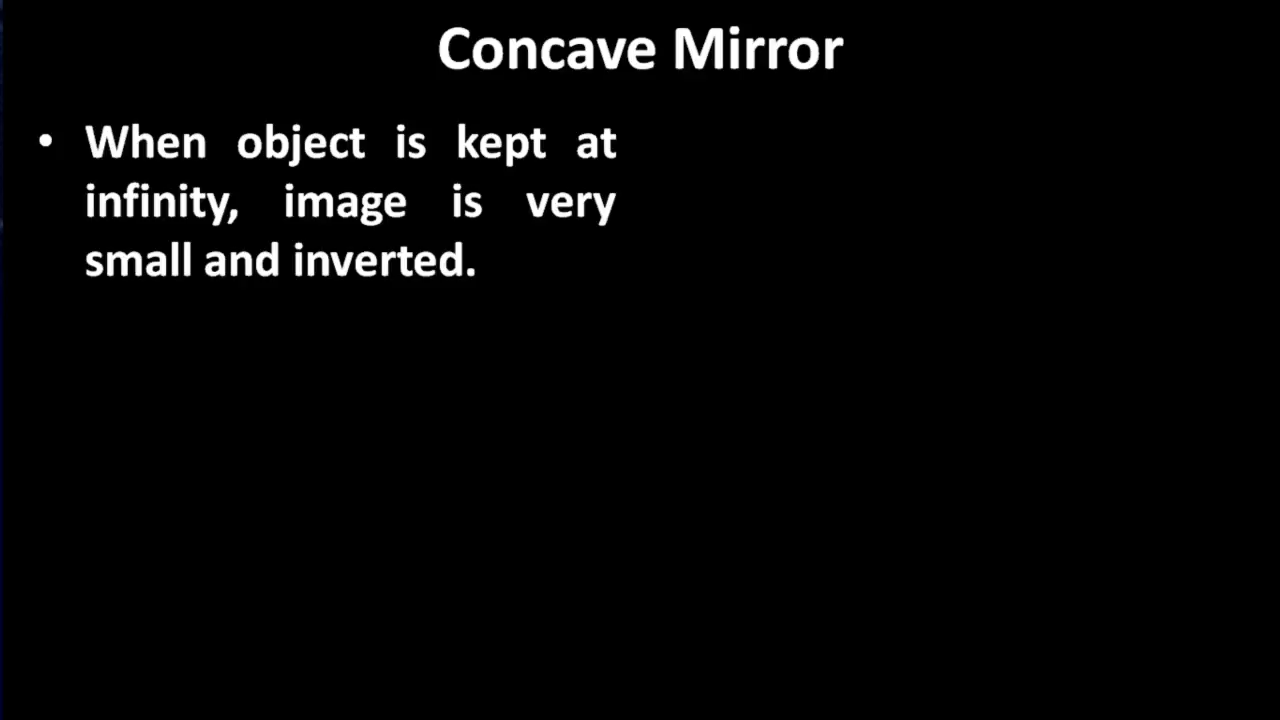 Concave Mirror
• When object is kept at
infinity, image is very
small and inverted.